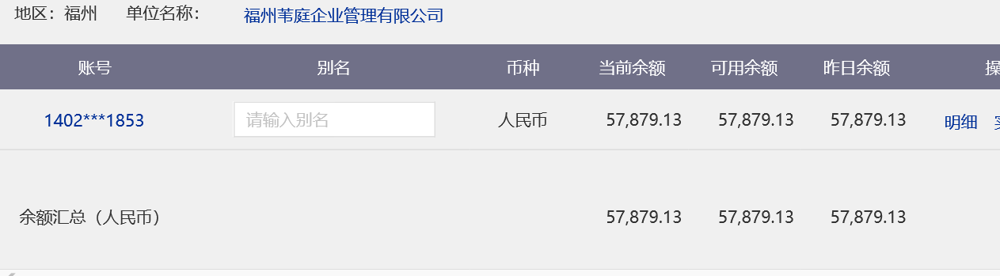 地区：福州 单位名称： 福州苇庭企业管理有限公司
账号 别名 币种 当前余额 可用余额 昨日余额
1402***1853 请输入别名 人民币 57,879.13 57,879.13 57,879.13 明细
余额汇总（人民币） 57,879.13 57,879.13 57,879.13